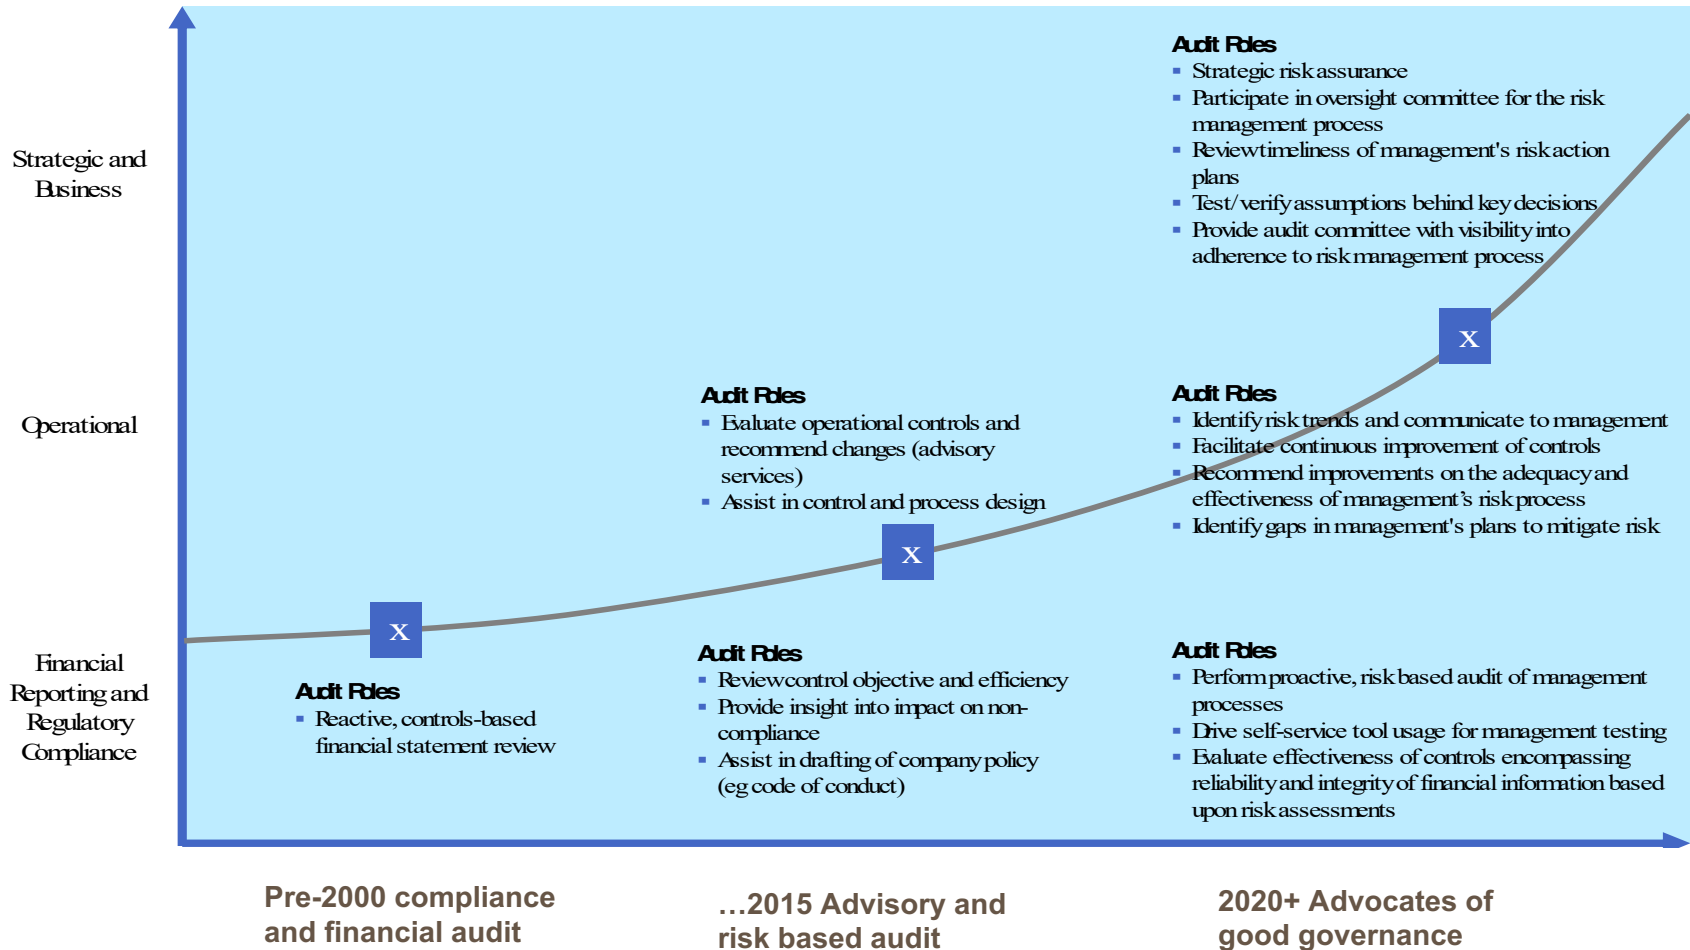 Audit Roles
▪ Strategic risk assurance
▪ Participate in oversight committee for the risk
management process
▪ Review timeliness of management's risk action
plans
▪ Test/verify assumptions behind key decisions
▪ Provide audit committee with visibility into
adherence to risk management process
Strategic and
Business
x
Operational
Audit Roles
▪ Evaluate operational controls and
recommend changes (advisory
services)
▪ Assist in control and process design
Audit Roles
▪ Identify risk trends and communicate to management
▪ Facilitate continuous improvement of controls
▪ Recommend improvements on the adequacy and
effectiveness of management’s risk process
▪ Identify gaps in management's plans to mitigate risk
x
x
Financial
Reporting and
Regulatory
Compliance
Audit Roles
▪ Reactive, controls-based
financial statement review
Audit Roles
▪ Review control objective and efficiency
▪ Provide insight into impact on non-
compliance
▪ Assist in drafting of company policy
(eg code of conduct)
Audit Roles
▪ Perform proactive, risk based audit of management
processes
▪ Drive self-service tool usage for management testing
▪ Evaluate effectiveness of controls encompassing
reliability and integrity of financial information based
upon risk assessments
Pre-2000 compliance
and financial audit
…2015 Advisory and
risk based audit
2020+ Advocates of
good governance